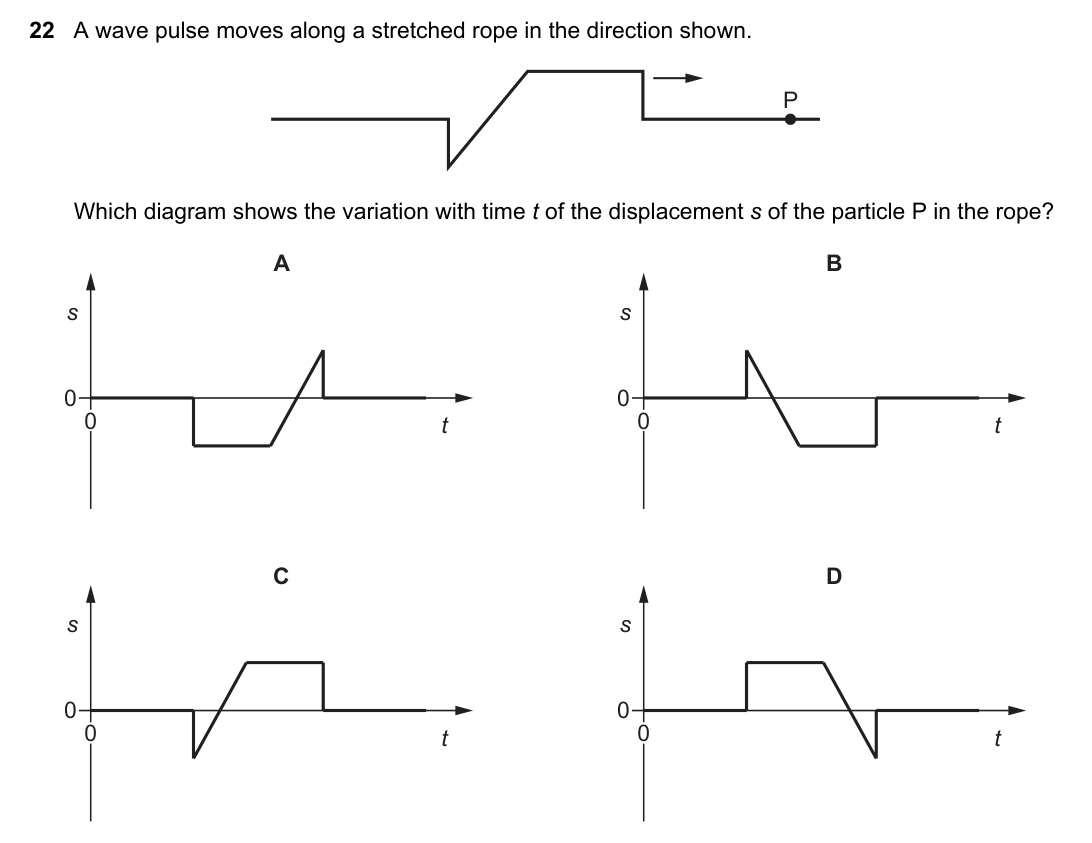 22 A wave pulse moves along a stretched rope in the direction shown.
P
Which diagram shows the variation with time t of the displacement s of the particle P in the rope?
A
s
0
0
t
B
s
0
0
t
C
s
0
0
t
D
s
0
0
t